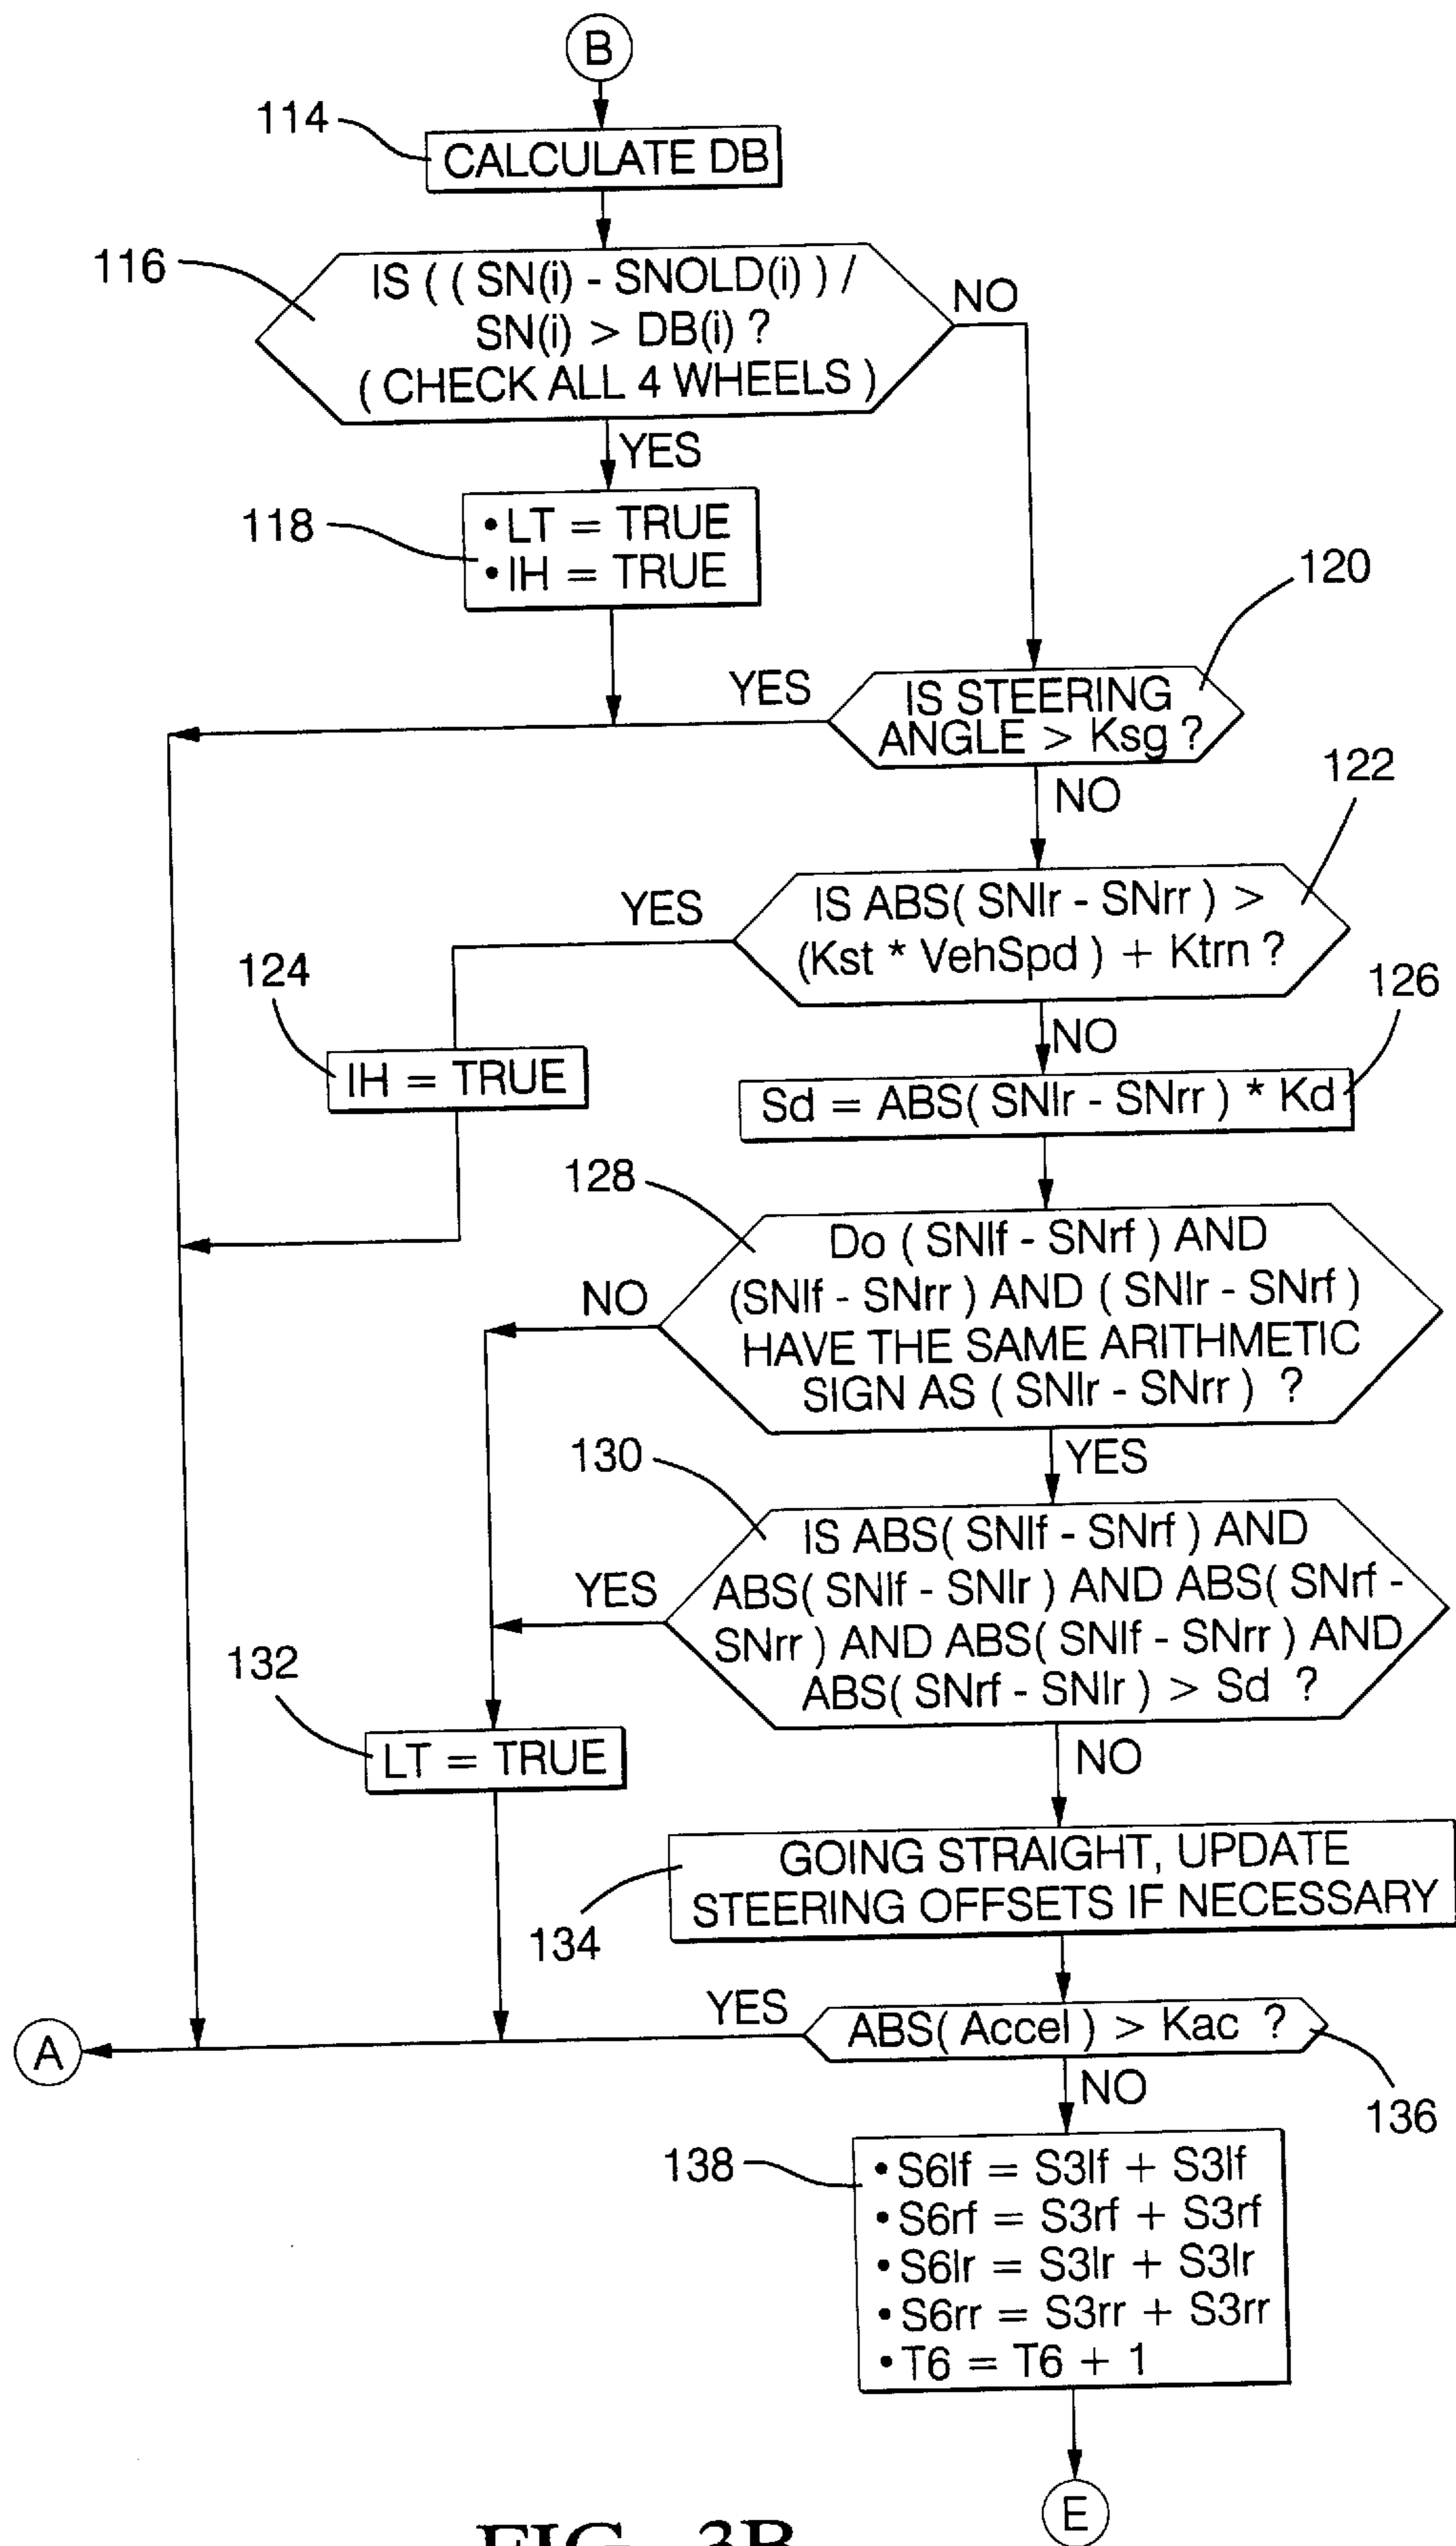 B
114
CALCULATE DB
116
IS ( ( SN(i) - SNOLD(i) ) /
SN(i) > DB(i) ?
( CHECK ALL 4 WHEELS )
NO
YES
118
• LT = TRUE
• IH = TRUE
120
YES
IS STEERING
ANGLE > Ksg ?
NO
122
YES
IS ABS( SNlr - SNrr ) >
(Kst * VehSpd ) + Ktrn ?
124
126
NO
IH = TRUE
Sd = ABS( SNlr - SNrr ) * Kd
128
Do ( SNlf - SNrf ) AND
(SNlf - SNrr ) AND ( SNlr - SNrf )
HAVE THE SAME ARITHMETIC
SIGN AS ( SNlr - SNrr ) ?
NO
YES
130
IS ABS( SNlf - SNrf ) AND
ABS( SNlf - SNlr ) AND ABS( SNrf -
SNrr ) AND ABS( SNlf - SNrr ) AND
ABS( SNrf - SNlr ) > Sd ?
YES
132
LT = TRUE
NO
GOING STRAIGHT, UPDATE
STEERING OFFSETS IF NECESSARY
134
YES
ABS( Accel ) > Kac ?
A
NO
136
138
• S6lf = S3lf + S3lf
• S6rf = S3rf + S3rf
• S6lr = S3lr + S3lr
• S6rr = S3rr + S3rr
• T6 = T6 + 1
E
FIG. 3B